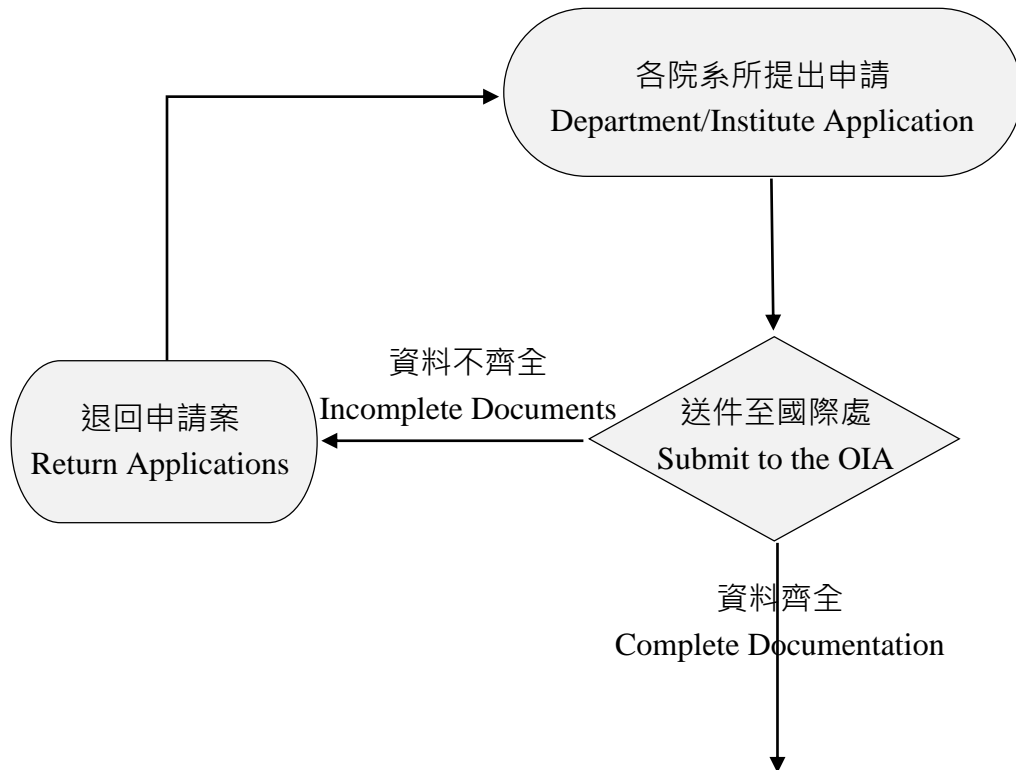 各院系所提出申請
Department/Institute Application
資料不齊全
Incomplete Documents
退回申請案
Return Applications
送件至國際處
Submit to the OIA
資料齊全
Complete Documentation